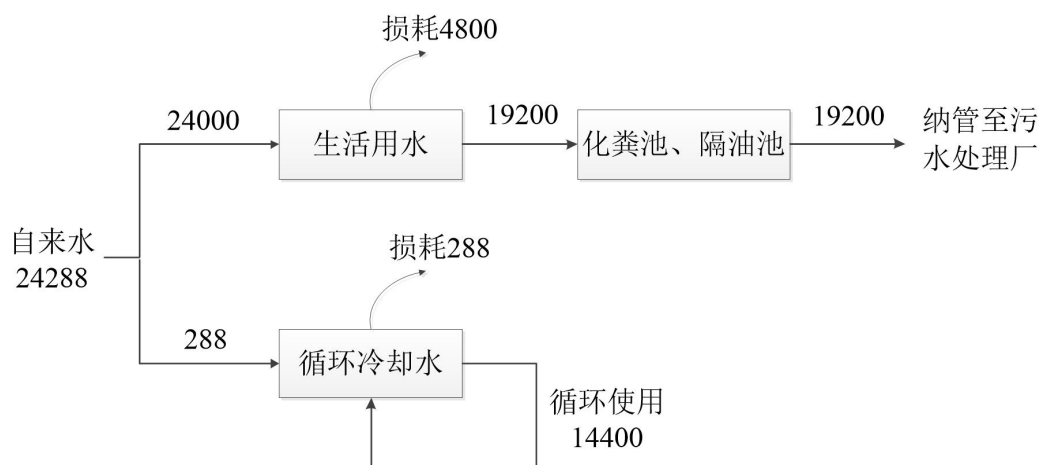 损耗4800
24000
生活用水
19200
化粪池、隔油池
19200
纳管至污
水处理厂
自来水
24288
损耗288
288
循环冷却水
循环使用
14400